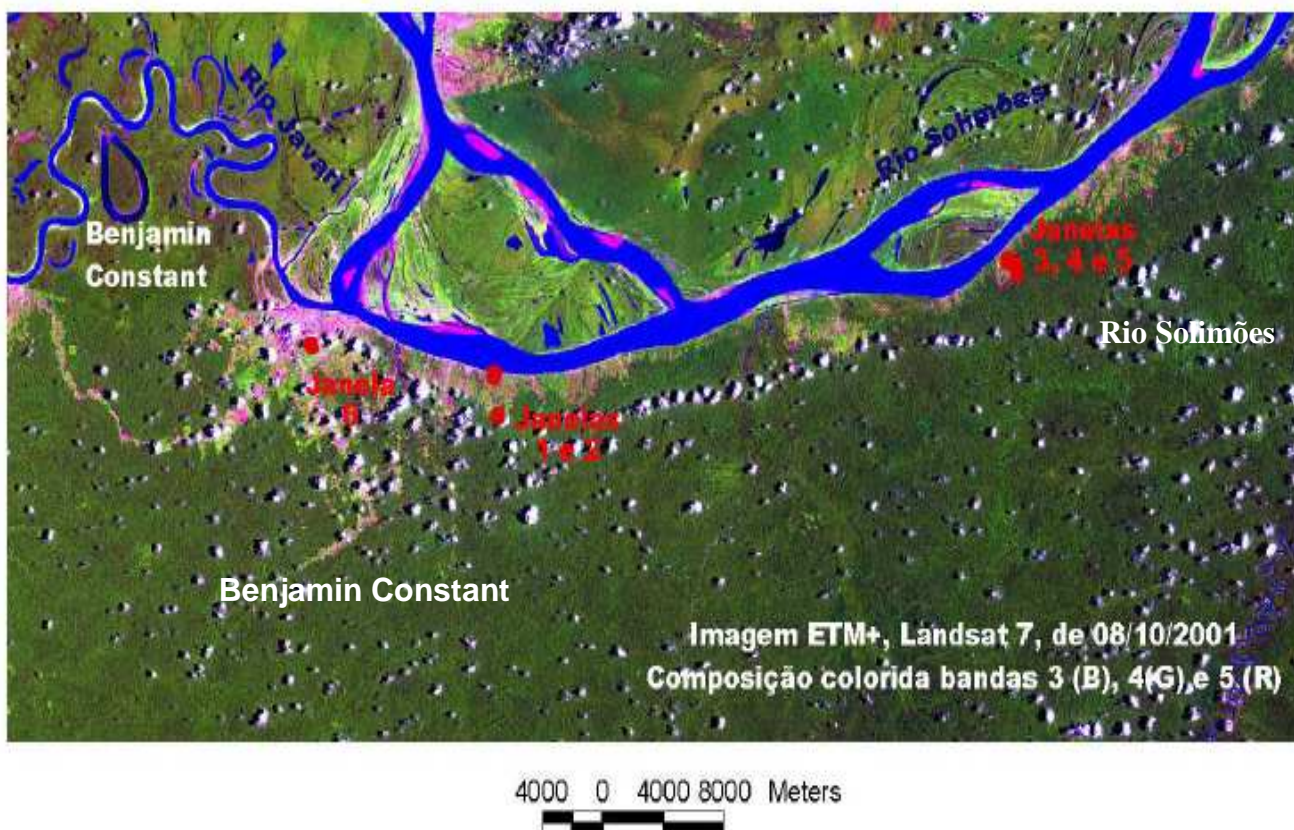 Rio Javari
Benjamin
Constant
Rio Solimões
Janelas
3, 4 e 5
Rio Solimões
Janela
6
Janelas
1 e 2
Benjamin Constant
Imagem ETM+, Landsat 7, de 08/10/2001
Composição colorida bandas 3 (B), 4(G) e 5 (R)
4000 0 4000 8000 Meters